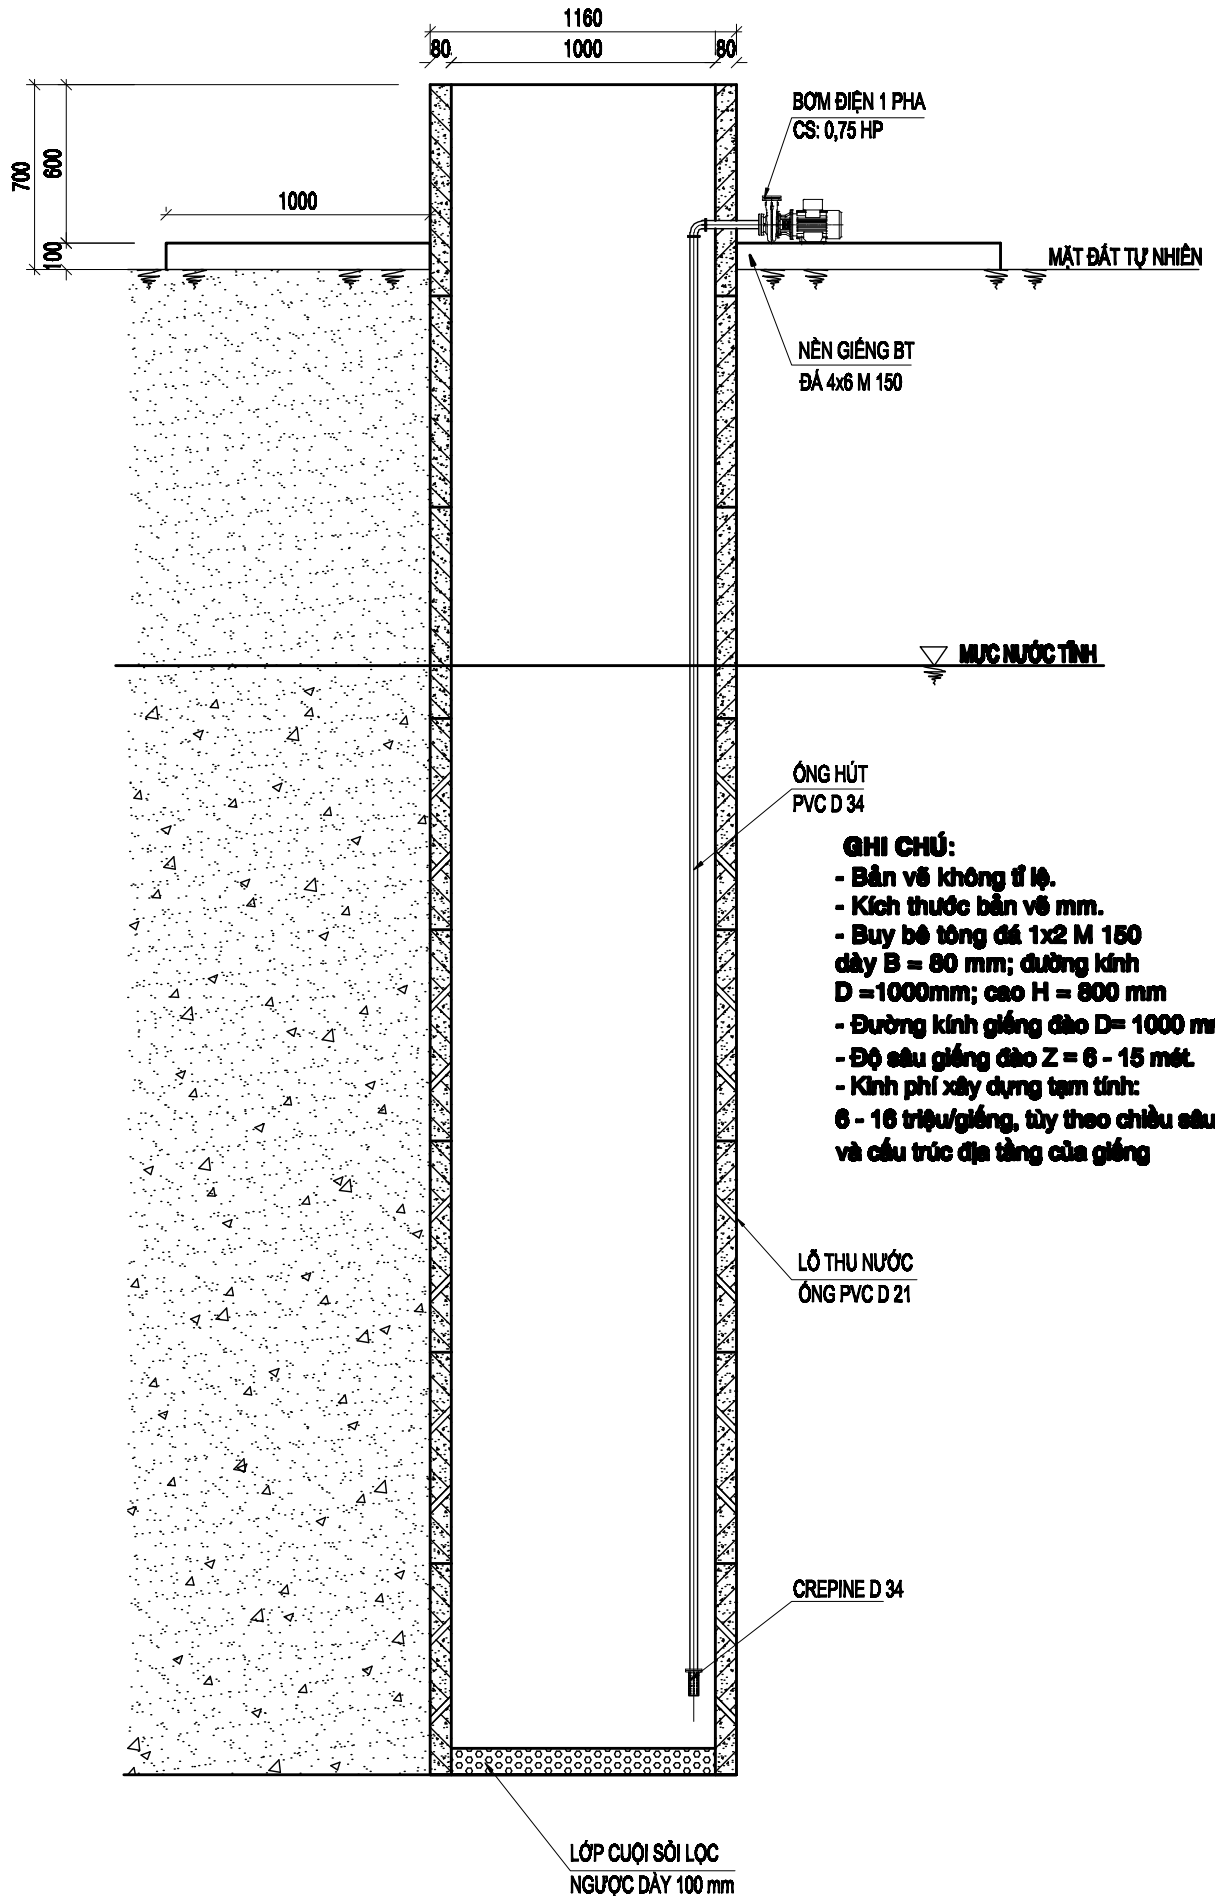 1160
80
1000
80
700
600
100
1000
BƠM ĐIỆN 1 PHA
CS: 0,75 HP
MẶT ĐẤT TỰ NHIÊN
NỀN GIẾNG BT
ĐÁ 4x6 M 150
MỰC NƯỚC TĨNH
ỐNG HÚT
PVC D 34
GHI CHÚ:
- Bản vẽ không tỉ lệ.
- Kích thước bản vẽ mm.
- Buy bê tông đá 1x2 M 150
dày B = 80 mm; đường kính
D =1000mm; cao H = 800 mm
- Đường kính giếng đào D= 1000 m
- Độ sâu giếng đào Z = 6 - 15 mét.
- Kinh phí xây dựng tạm tính:
6 - 16 triệu/giếng, tùy theo chiều sâu
và cấu trúc địa tầng của giếng
LỖ THU NƯỚC
ỐNG PVC D 21
CREPINE D 34
LỚP CUỘI SỎI LỌC
NGƯỢC DÀY 100 mm